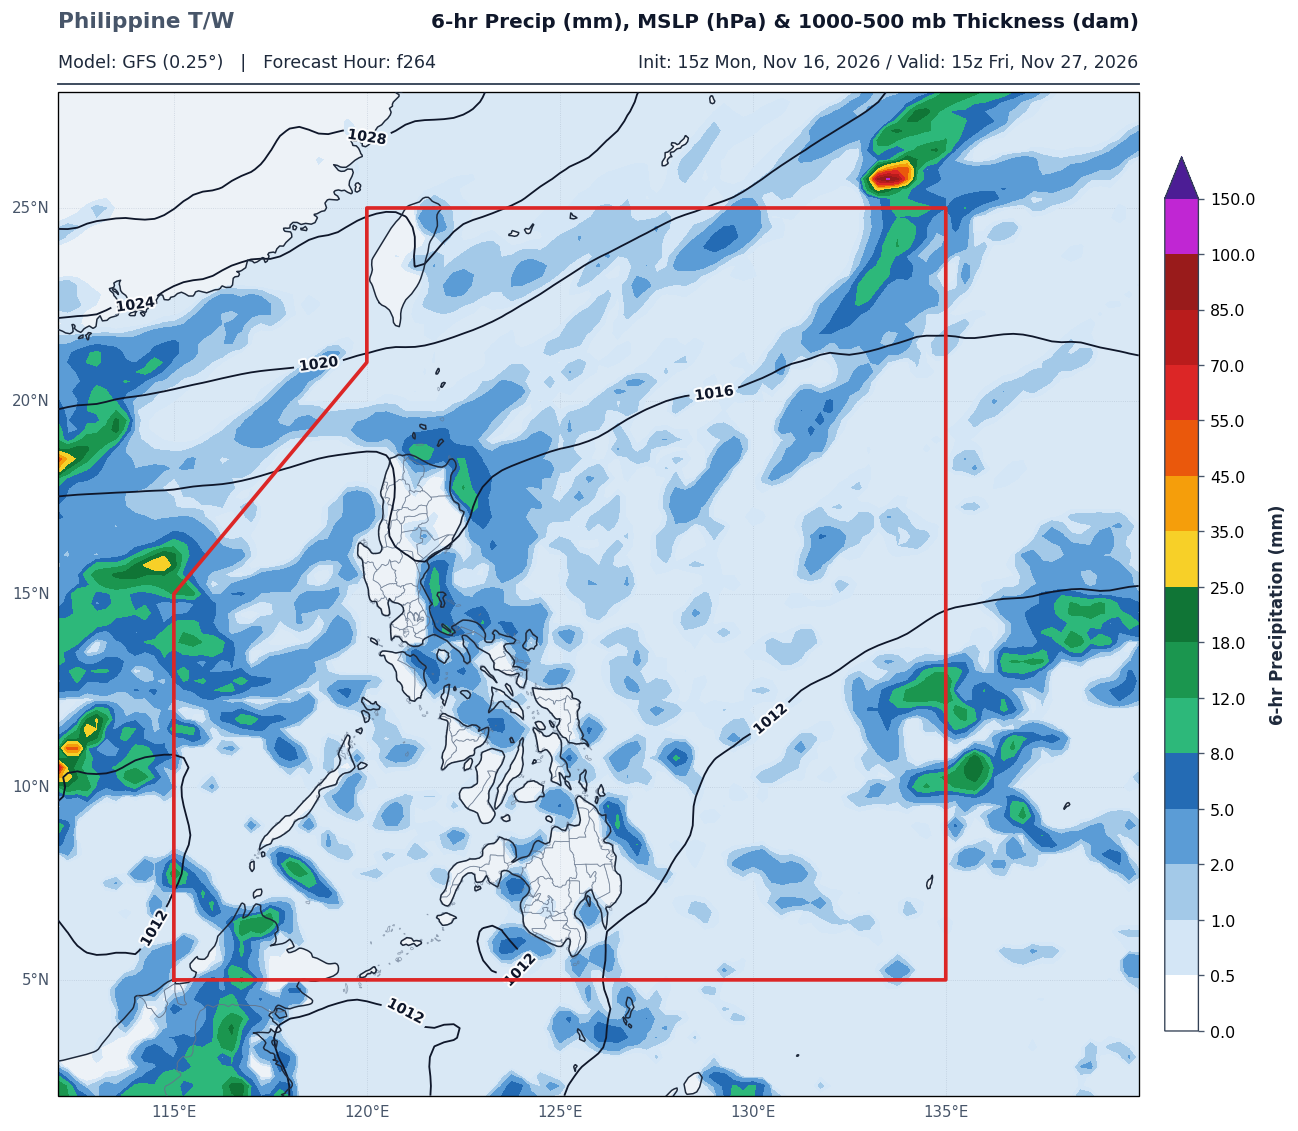 Philippine T/W
6-hr Precip (mm), MSLP (hPa) & 1000-500 mb Thickness (dam)
Model: GFS (0.25°) | Forecast Hour: f264
Init: 15z Mon, Nov 16, 2026 / Valid: 15z Fri, Nov 27, 2026
25°N
20°N
15°N
10°N
5°N
115°E
120°E
125°E
130°E
135°E
1028
1024
1020
1016
1012
1012
1012
1012
150.0
100.0
85.0
70.0
55.0
45.0
35.0
25.0
18.0
12.0
8.0
5.0
2.0
1.0
0.5
0.0
6-hr Precipitation (mm)